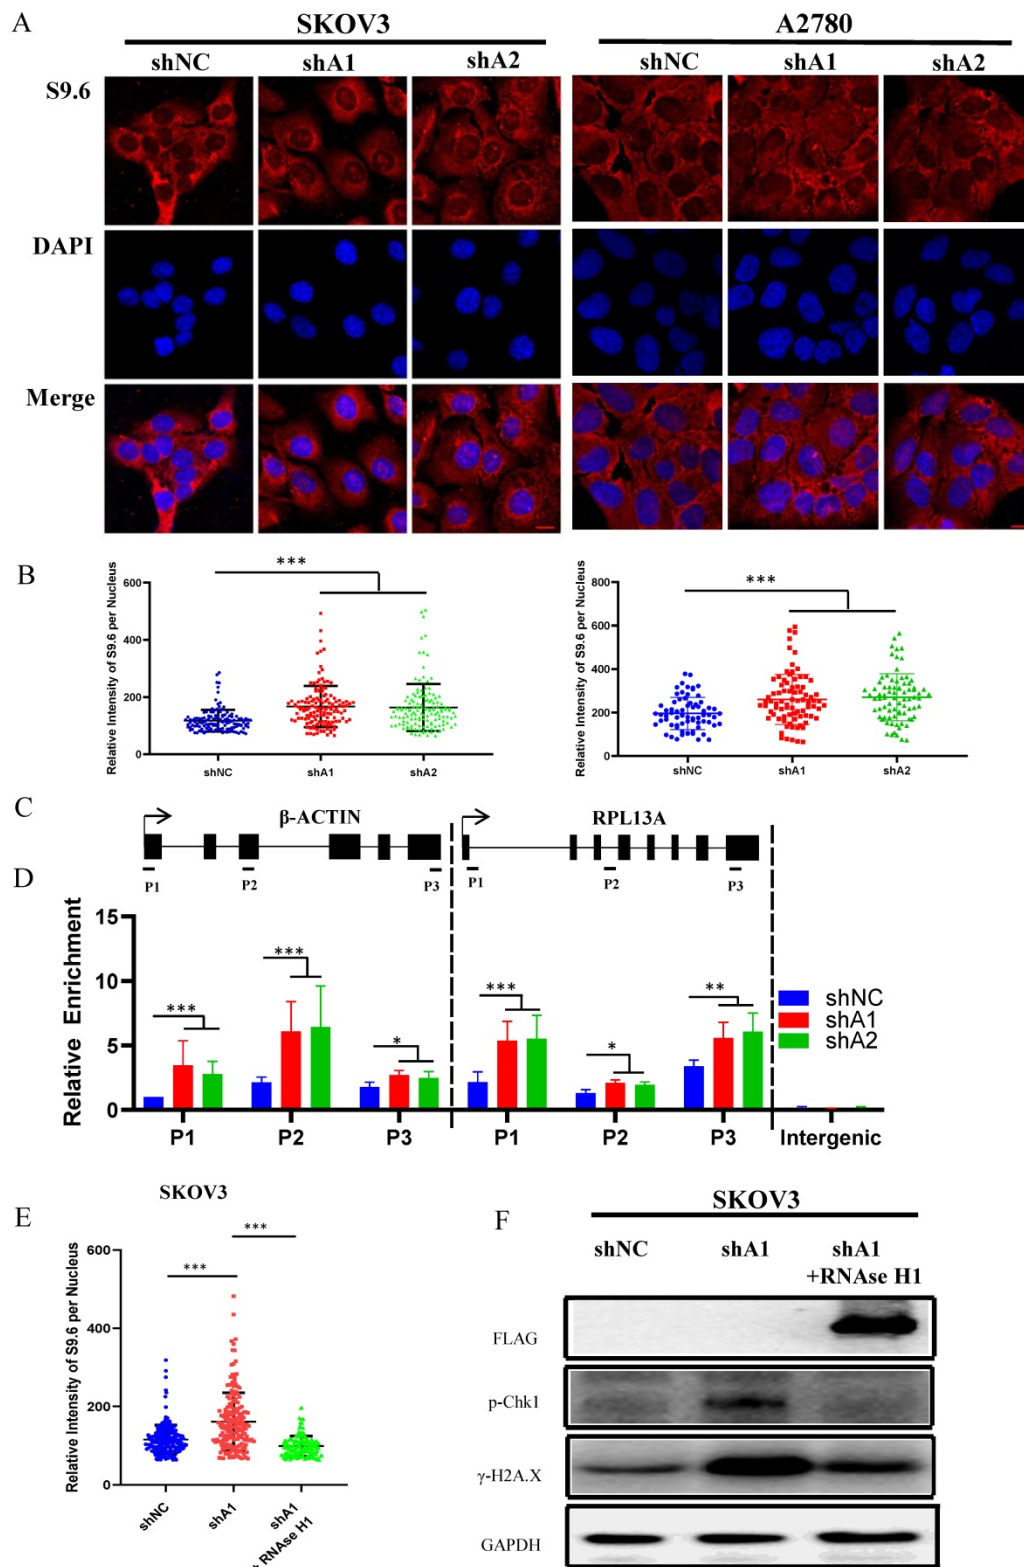 A
SKOV3
A2780
shNC shA1 shA2 shNC shA1 shA2
S9.6
DAPI
Merge
B
Relative Intensity of S9.6 per Nucleus
600
400
200
0
***
shNC shA1 shA2
Relative Intensity of S9.6 per Nucleus
800
600
400
200
0
***
shNC shA1 shA2
C
β-ACTIN
RPL13A
P1 P2 P3 P1 P2 P3
D
Relative Enrichment
15
10
5
0
*** *** * *** * **
P1 P2 P3 P1 P2 P3 Intergenic
shNC
shA1
shA2
E
SKOV3
Relative Intensity of S9.6 per Nucleus
600
400
200
0
***
***
shNC
shA1
shA1
+ RNAse H1
F
SKOV3
shNC shA1 shA1
+RNAse H1
FLAG
p-Chk1
γ-H2A.X
GAPDH